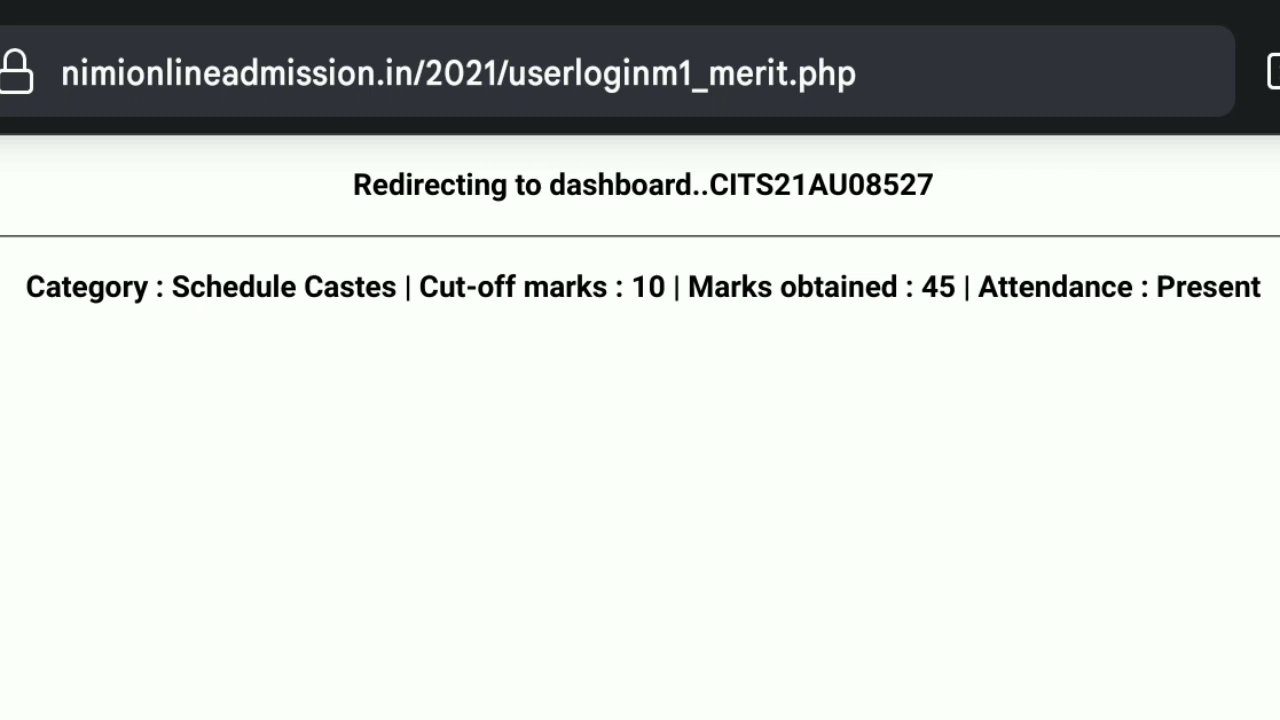 nimionlineadmission.in/2021/userloginm1_merit.php
Redirecting to dashboard..CITS21AU08527
Category : Schedule Castes | Cut-off marks : 10 | Marks obtained : 45 | Attendance : Present